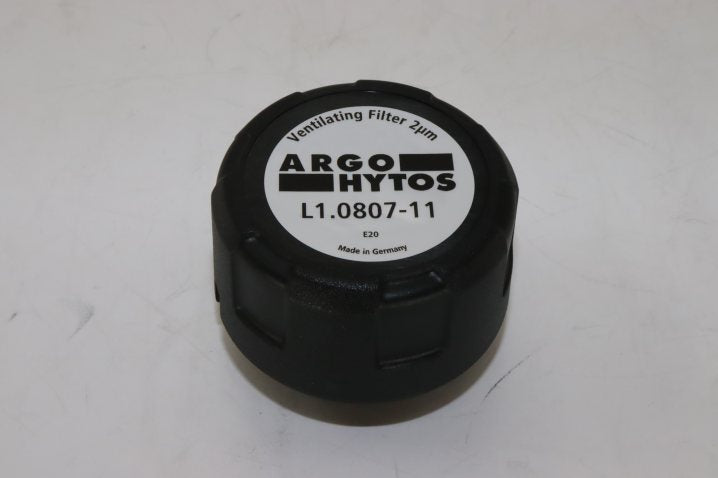 Ventilating Filter 2µm
ARGO
HYTOS
L1.0807-11
E20
Made in Germany